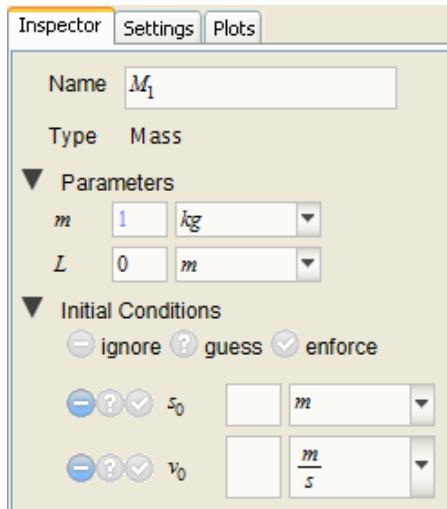 Inspector Settings Plots
Name M₁
Type Mass
Parameters
m 1 kg
L 0 m
Initial Conditions
ignore ? guess enforce
? s₀ m
? v₀ m/s